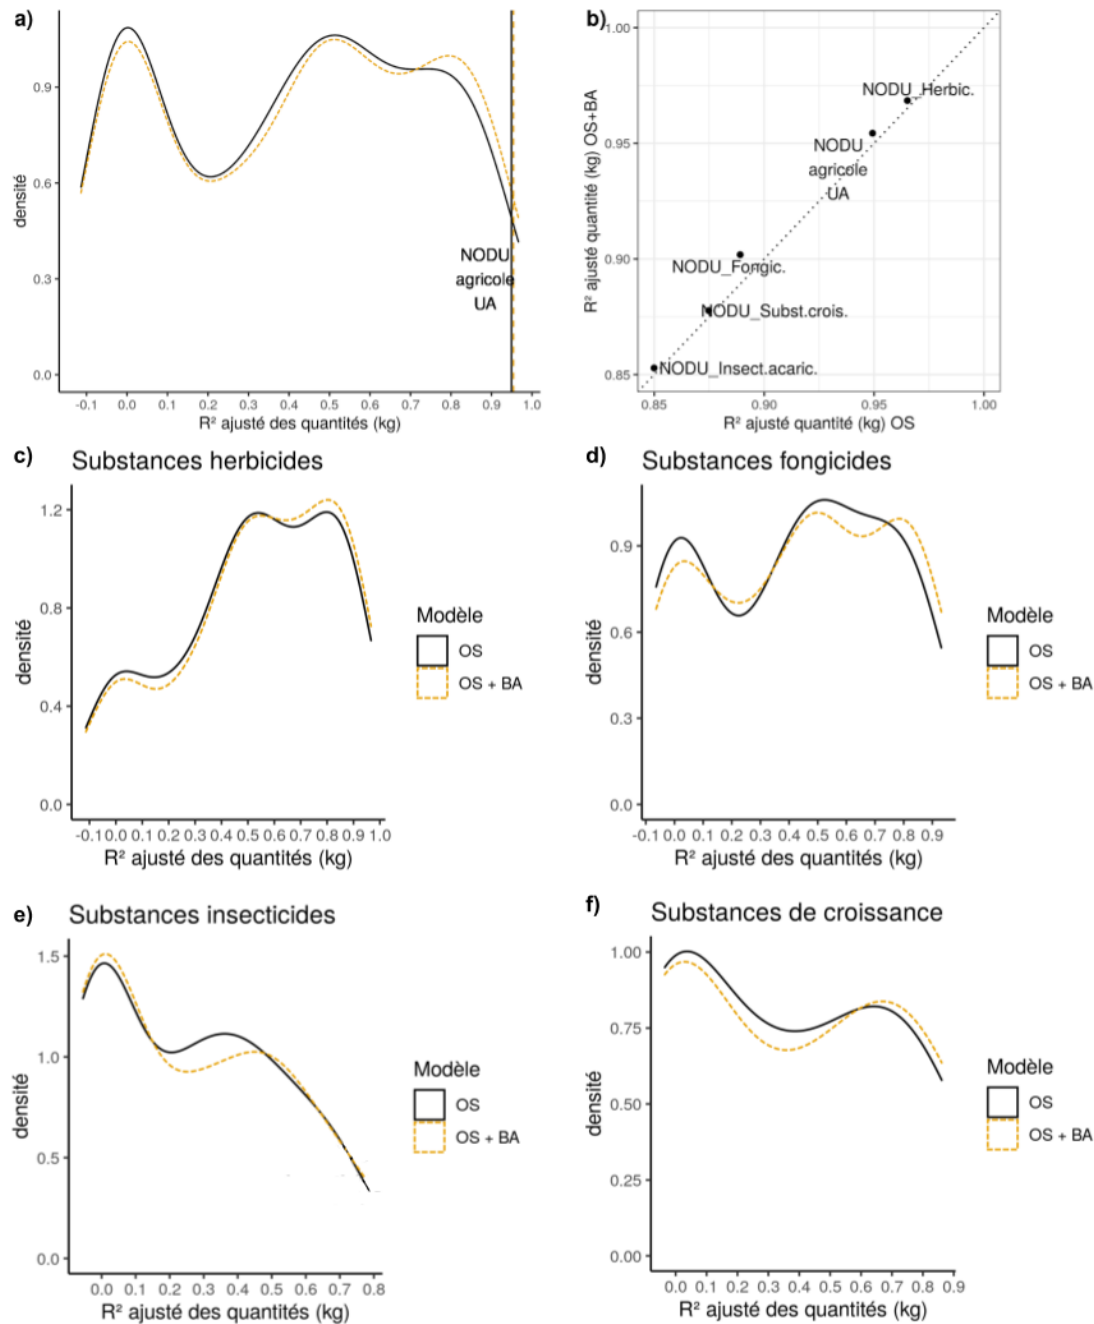 a)
0.9
0.6
0.3
0.0
densité
NODU
agricole
UA
-0.1 0.0 0.1 0.2 0.3 0.4 0.5 0.6 0.7 0.8 0.9 1.0
R² ajusté des quantités (kg)
b)
1.00
0.95
0.90
0.85
R² ajusté quantité (kg) OS+BA
NODU_Herbic.
NODU
agricole
UA
NODU_Fongic.
NODU_Subst.crois.
NODU_Insect.acaric.
0.85 0.90 0.95 1.00
R² ajusté quantité (kg) OS
c)
Substances herbicides
1.2
0.8
0.4
0.0
densité
Modèle
OS
OS + BA
-0.1 0.0 0.1 0.2 0.3 0.4 0.5 0.6 0.7 0.8 0.9 1.0
R² ajusté des quantités (kg)
d)
Substances fongicides
0.9
0.6
0.3
0.0
densité
Modèle
OS
OS + BA
-0.1 0.0 0.1 0.2 0.3 0.4 0.5 0.6 0.7 0.8 0.9
R² ajusté des quantités (kg)
e)
Substances insecticides
1.5
1.0
0.5
0.0
densité
Modèle
OS
OS + BA
0.0 0.1 0.2 0.3 0.4 0.5 0.6 0.7 0.8
R² ajusté des quantités (kg)
f)
Substances de croissance
1.00
0.75
0.50
0.25
0.00
densité
Modèle
OS
OS + BA
0.0 0.1 0.2 0.3 0.4 0.5 0.6 0.7 0.8 0.9
R² ajusté des quantités (kg)